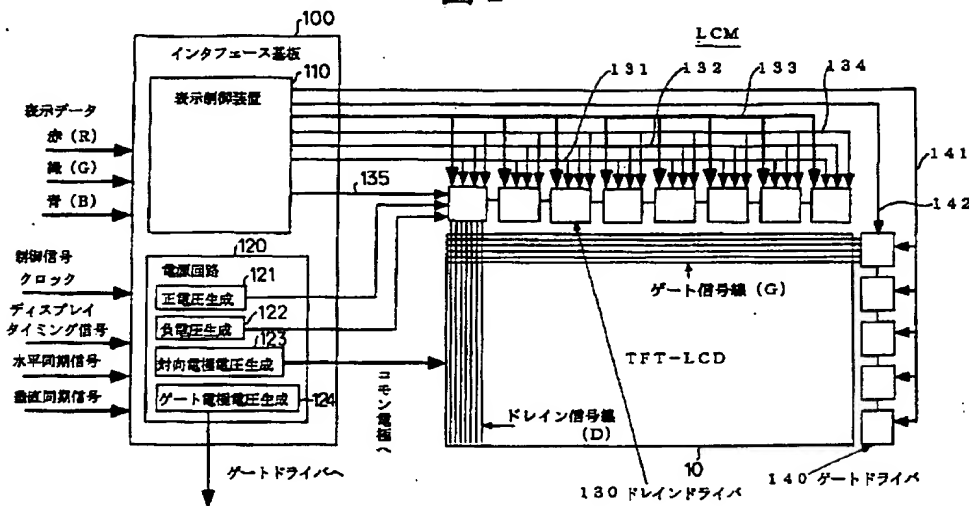 LCM
100
インタフェース基板
110
表示制御装置
131
132
133
134
表示データ
赤 (R)
緑 (G)
青 (B)
135
141
142
120
制御信号
クロック
ディスプレイ
タイミング信号
水平同期信号
垂直同期信号
電源回路
121
正電圧生成
122
負電圧生成
123
対向電極電圧生成
ゲート電極電圧生成
124
コモン電極へ
ゲート信号線 (G)
TFT-LCD
ドレイン信号線
(D)
10
ゲートドライバへ
130 ドレインドライバ
140 ゲートドライバ